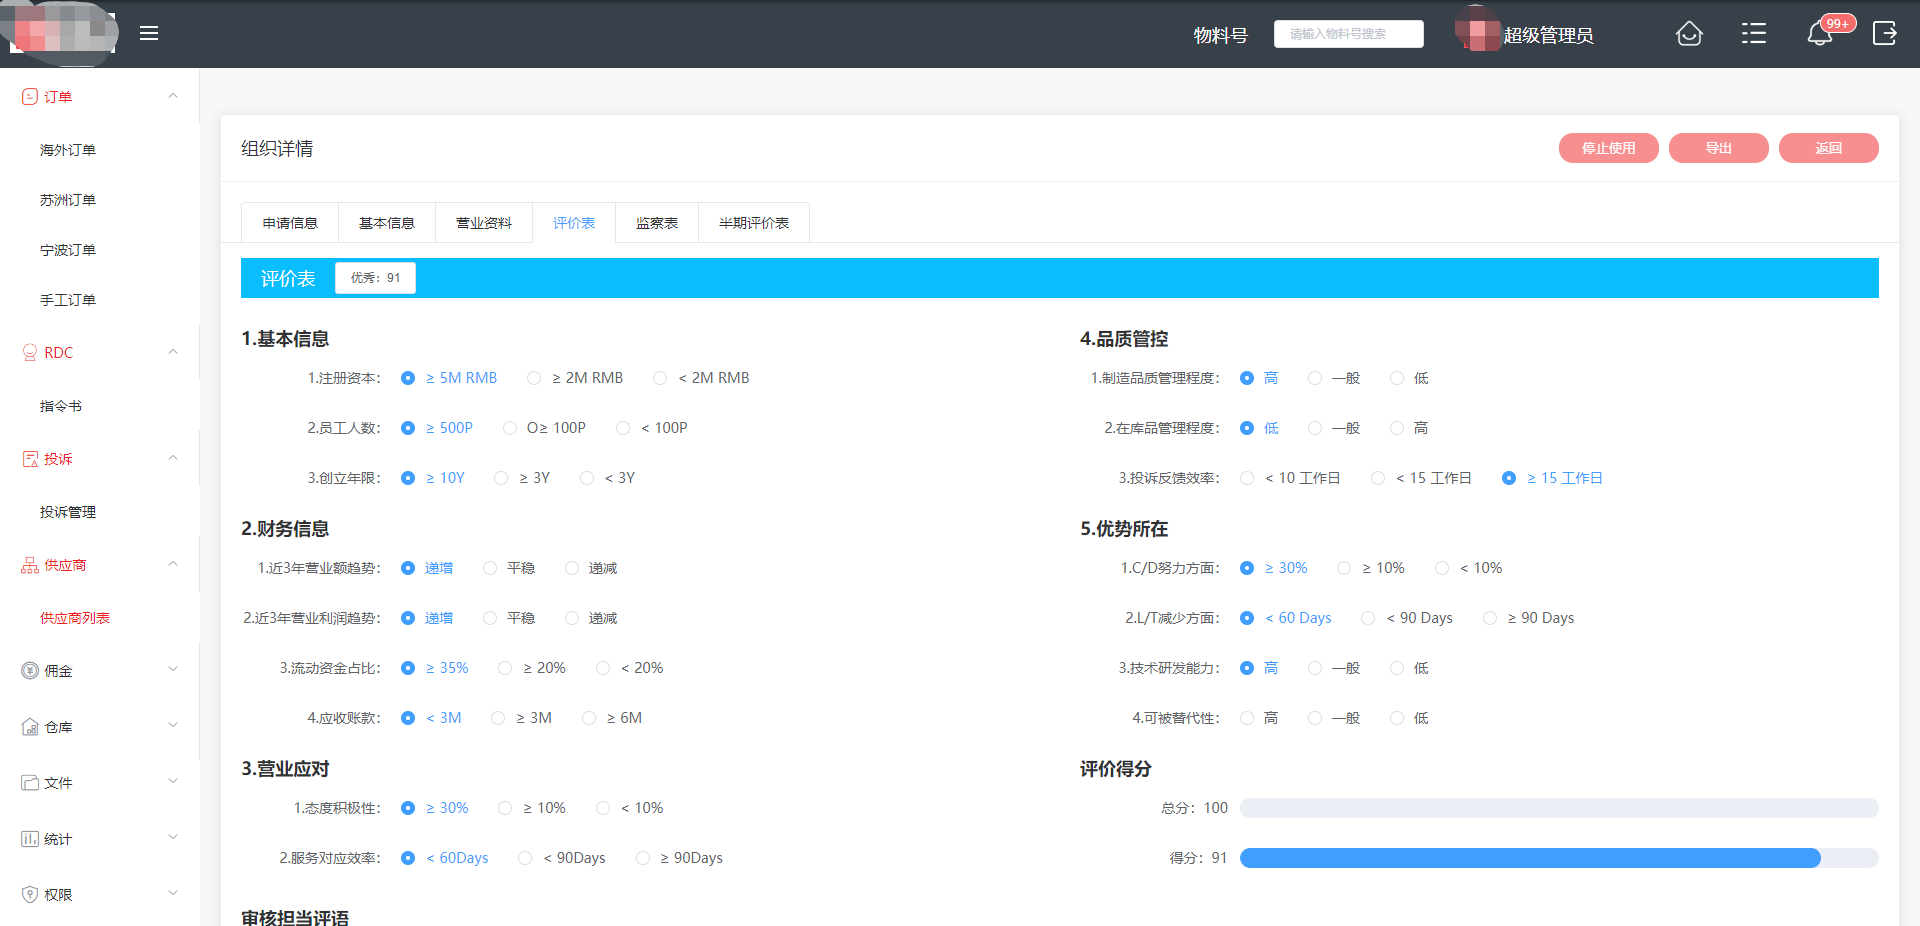 物料号 请输入物料号搜索 超级管理员 99+
订单
海外订单
苏洲订单
宁波订单
手工订单
RDC
指令书
投诉
投诉管理
供应商
供应商列表
佣金
仓库
文件
统计
权限
组织详情 停止使用 导出 返回
申请信息 基本信息 营业资料 评价表 监察表 半期评价表
评价表 优秀：91
1.基本信息
1.注册资本： ≥ 5M RMB ≥ 2M RMB < 2M RMB
2.员工人数： ≥ 500P O≥ 100P < 100P
3.创立年限： ≥ 10Y ≥ 3Y < 3Y
2.财务信息
1.近3年营业额趋势： 递增 平稳 递减
2.近3年营业利润趋势： 递增 平稳 递减
3.流动资金占比： ≥ 35% ≥ 20% < 20%
4.应收账款： < 3M ≥ 3M ≥ 6M
3.营业应对
1.态度积极性： ≥ 30% ≥ 10% < 10%
2.服务对应效率： < 60Days < 90Days ≥ 90Days
审核担当评语
4.品质管控
1.制造品质管理程度： 高 一般 低
2.在库品管理程度： 低 一般 高
3.投诉反馈效率： < 10 工作日 < 15 工作日 ≥ 15 工作日
5.优势所在
1.C/D努力方面： ≥ 30% ≥ 10% < 10%
2.L/T减少方面： < 60 Days < 90 Days ≥ 90 Days
3.技术研发能力： 高 一般 低
4.可被替代性： 高 一般 低
评价得分
总分：100
得分：91